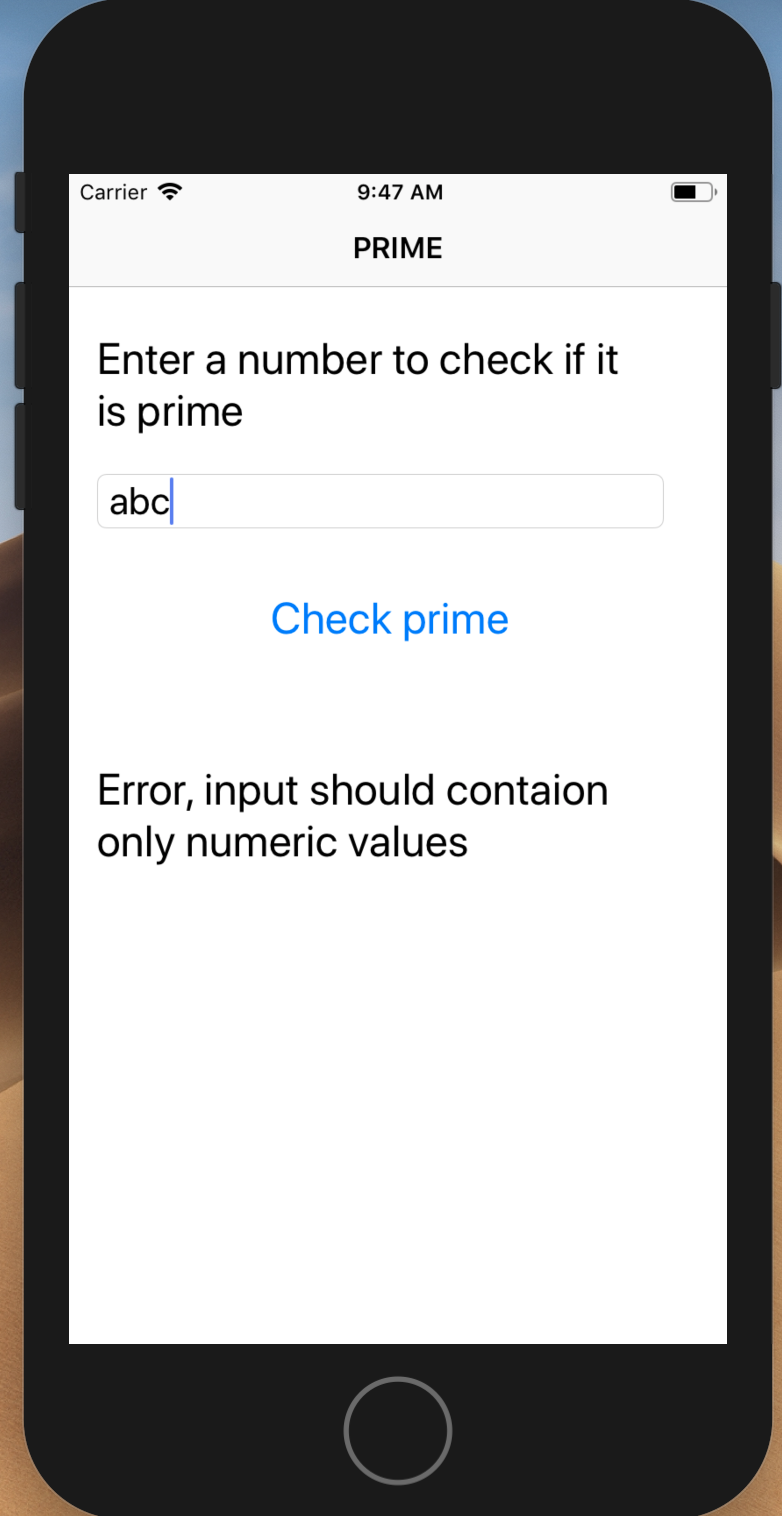 Carrier 9:47 AM
PRIME
Enter a number to check if it
is prime
abc
Check prime
Error, input should contaion
only numeric values